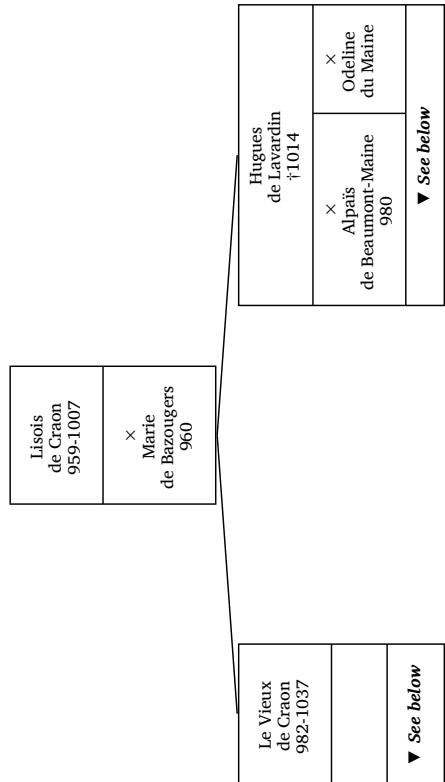 Lisois
de Craon
959-1007
×
Marie
de Bazougers
960
Le Vieux
de Craon
982-1037
▼ See below
Hugues
de Lavardin
†1014
×
Alpaïs
de Beaumont-Maine
980
×
Odeline
du Maine
▼ See below